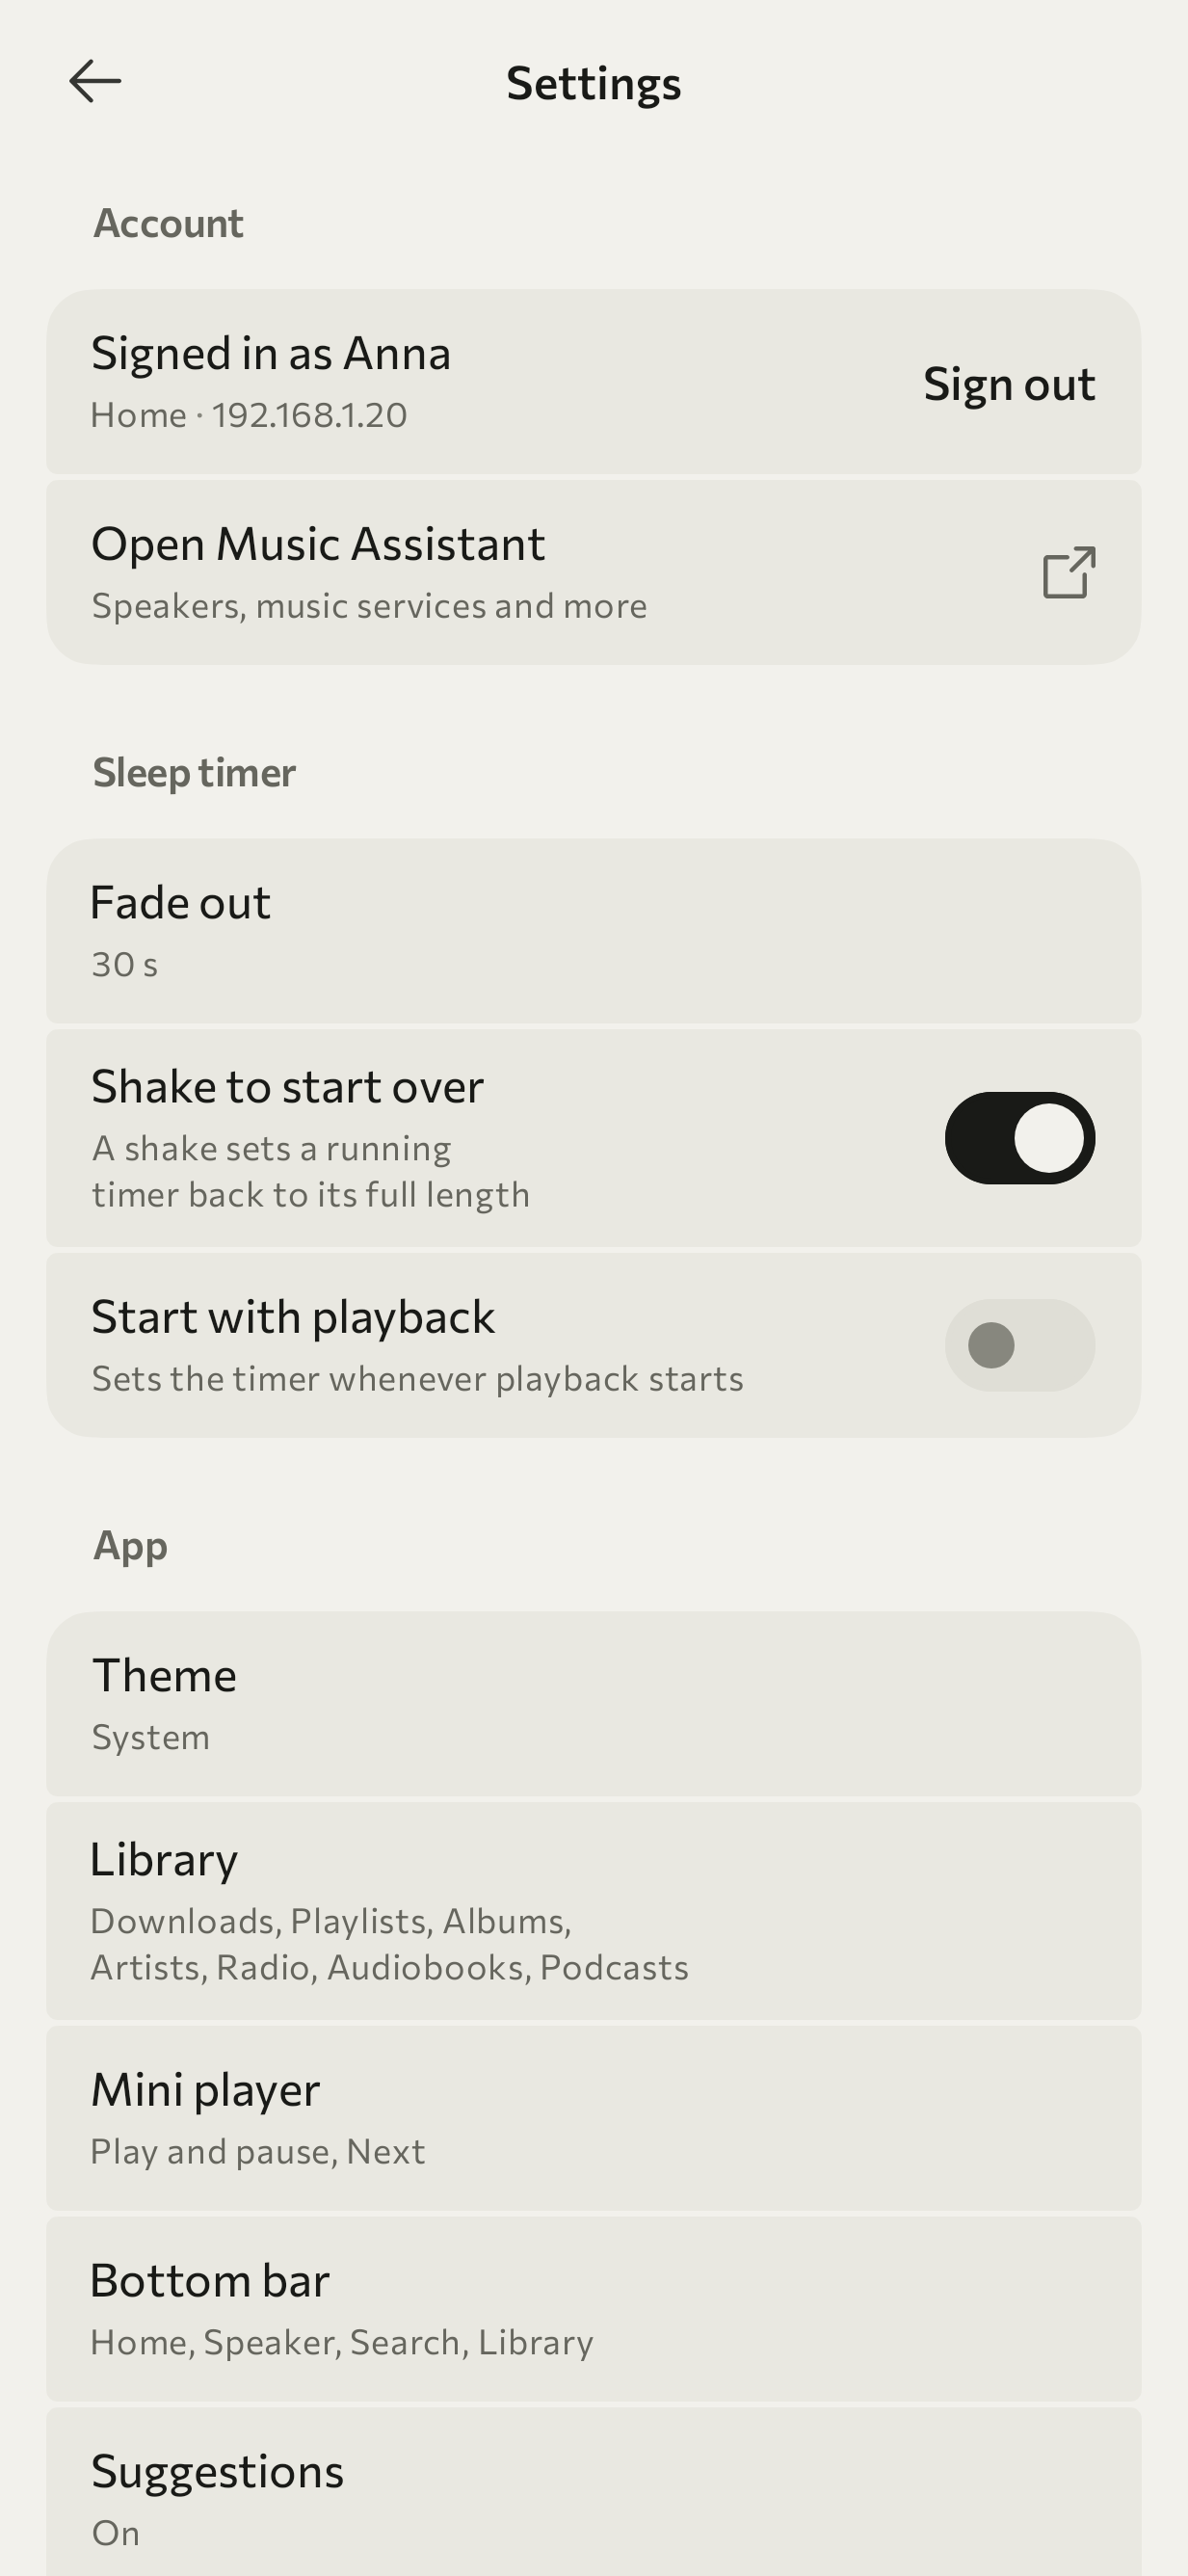 Settings
Account
Signed in as Anna
Home · 192.168.1.20
Sign out
Open Music Assistant
Speakers, music services and more
Sleep timer
Fade out
30 s
Shake to start over
A shake sets a running
timer back to its full length
Start with playback
Sets the timer whenever playback starts
App
Theme
System
Library
Downloads, Playlists, Albums,
Artists, Radio, Audiobooks, Podcasts
Mini player
Play and pause, Next
Bottom bar
Home, Speaker, Search, Library
Suggestions
On